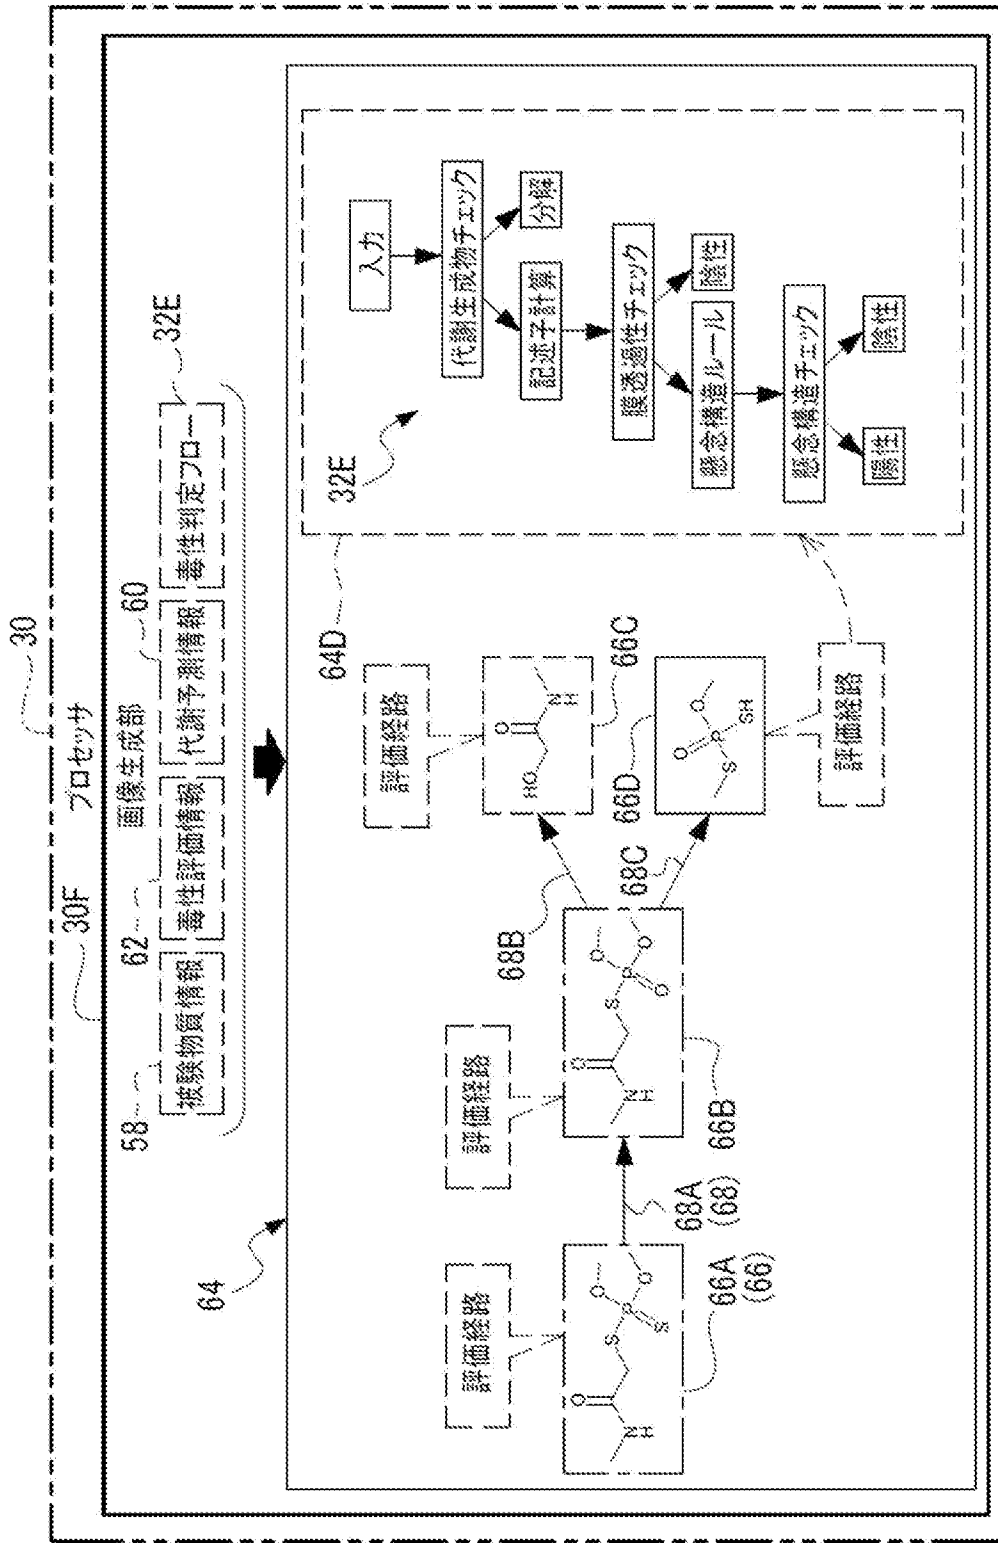 30
プロセッサ
30F
画像生成部
58
62
60
32E
被験物質情報
毒性評価情報
代謝予測情報
毒性判定フロー
64
64D
32E
入力
代謝生成物チェック
記述子計算
分解
膜透過性チェック
懸念構造ルール
陰性
懸念構造チェック
陽性
陰性
評価経路
評価経路
評価経路
評価経路
66A
(66)
68A
(68)
66B
68B
68C
66C
66D
O
N
H
S
P
S
O
O
O
N
H
S
P
O
O
O
HO
O
N
H
O
P
O
S
SH